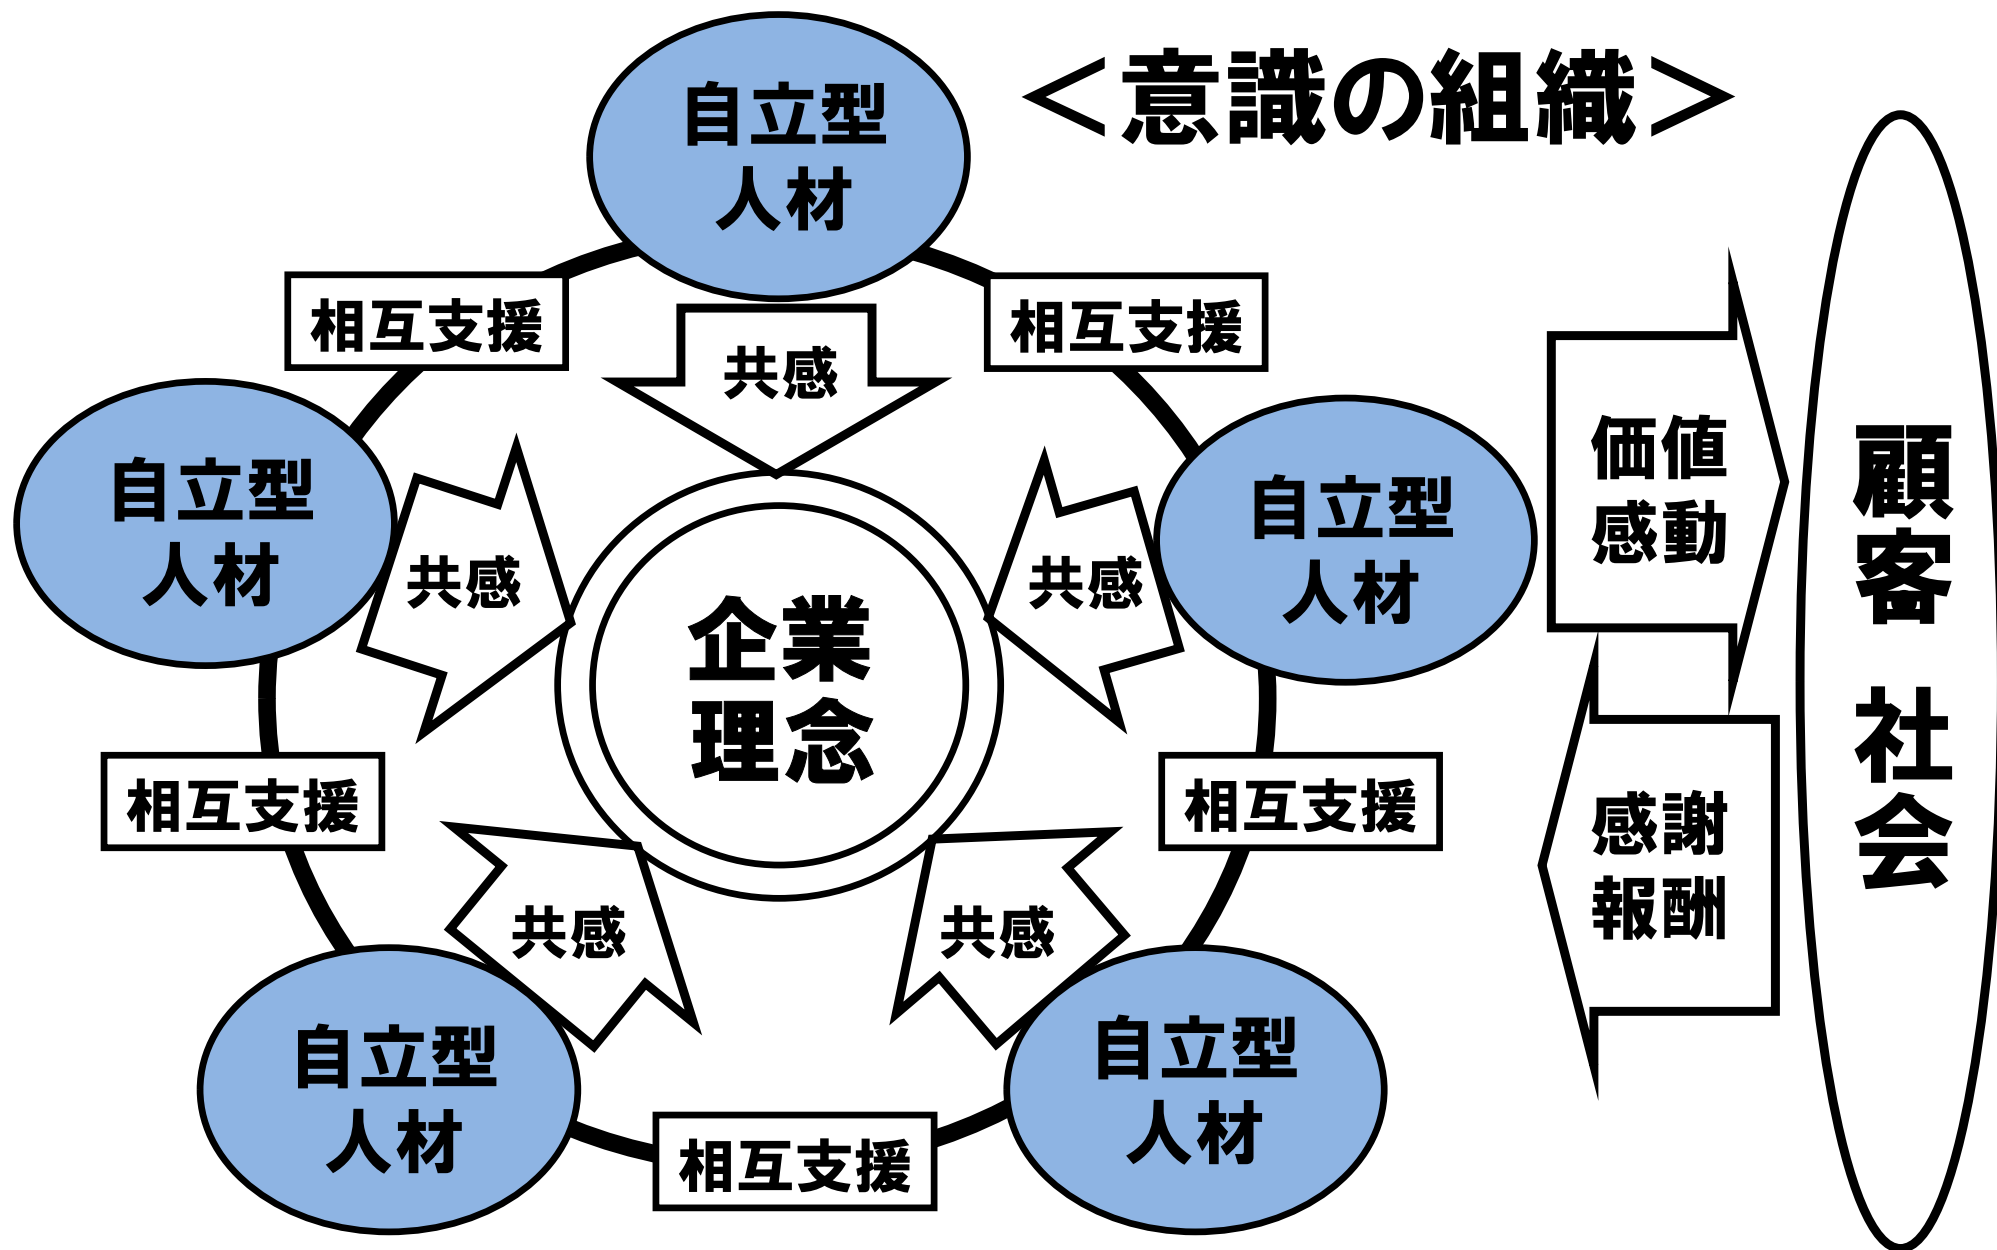 ＜意識の組織＞
自立型
人材
相互支援
相互支援
共感
自立型
人材
共感
共感
自立型
人材
企業
理念
相互支援
相互支援
共感
共感
自立型
人材
自立型
人材
相互支援
価値
感動
感謝
報酬
顧客 社会